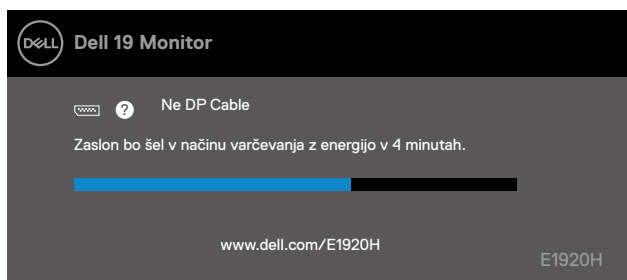 DELL Dell 19 Monitor
? Ne DP Cable
Zaslon bo šel v načinu varčevanja z energijo v 4 minutah.
www.dell.com/E1920H
E1920H